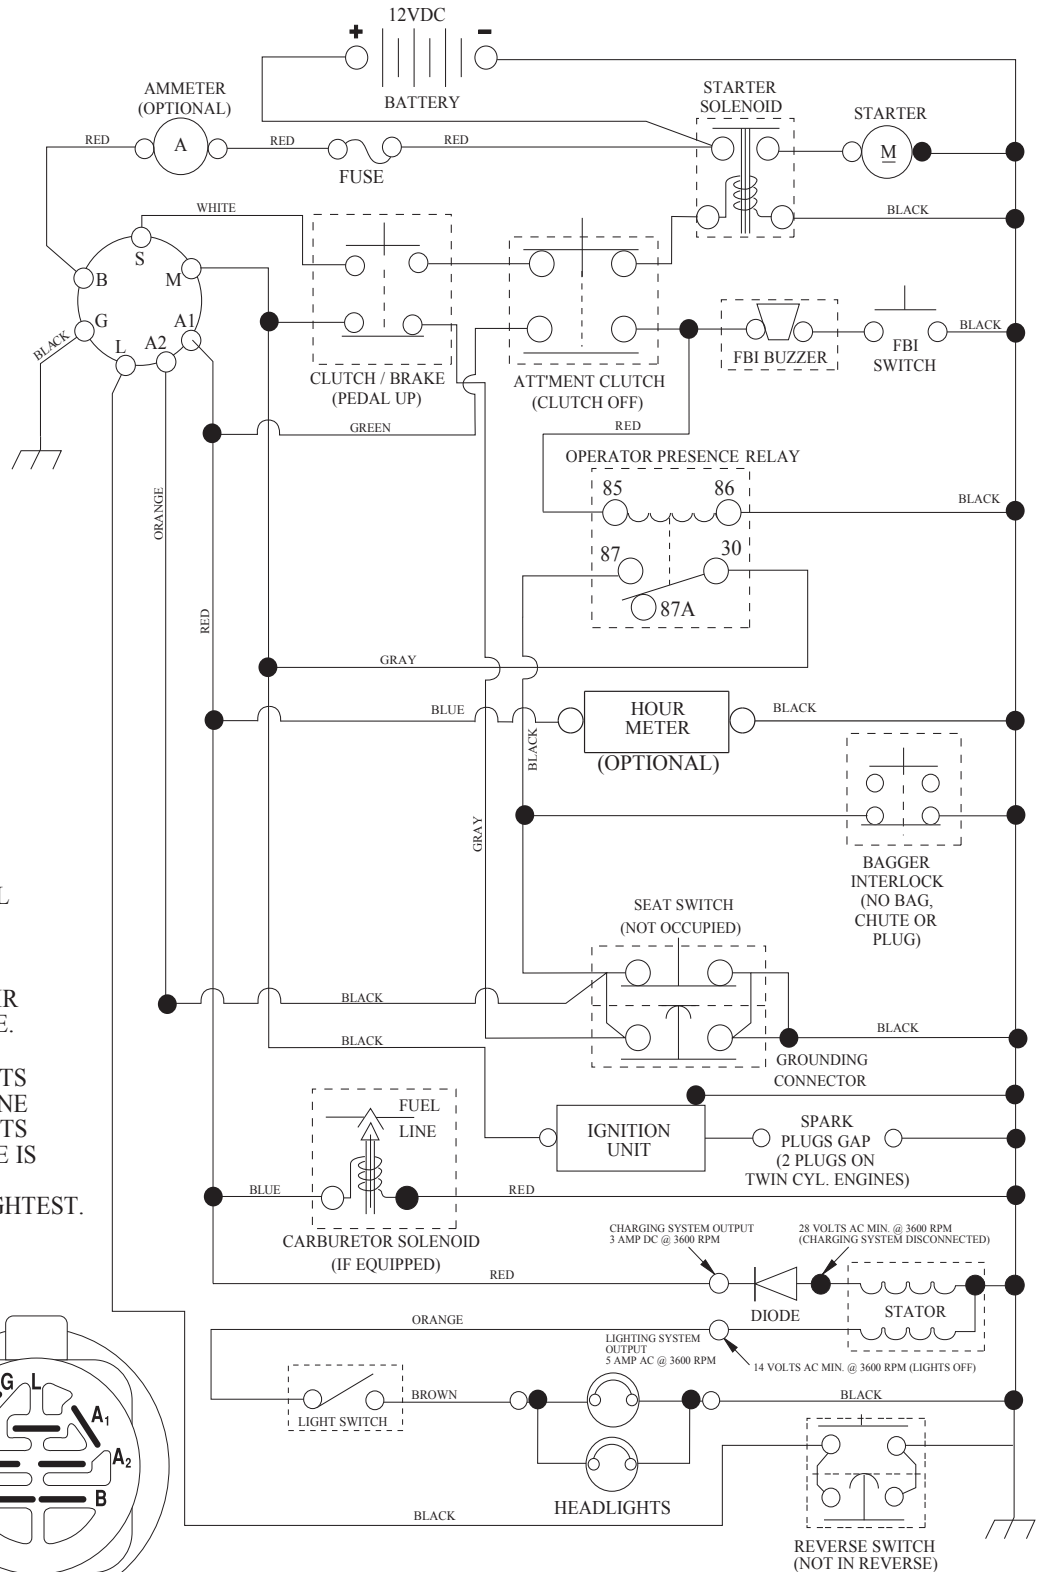 12VDC
+
-
BATTERY
AMMETER
(OPTIONAL)
STARTER
SOLENOID
STARTER
RED
A
RED
RED
FUSE
M
WHITE
BLACK
S
B
M
G
A1
BLACK
L
A2
FBI BUZZER
FBI
SWITCH
BLACK
CLUTCH / BRAKE
(PEDAL UP)
ATT'MENT CLUTCH
(CLUTCH OFF)
GREEN
RED
OPERATOR PRESENCE RELAY
ORANGE
85
86
BLACK
87
30
87A
RED
GRAY
BLUE
HOUR
METER
(OPTIONAL)
BLACK
BLACK
GRAY
BAGGER
INTERLOCK
(NO BAG,
CHUTE OR
PLUG)
L
SEAT SWITCH
(NOT OCCUPIED)
IR
E.
BLACK
BLACK
BLACK
GROUNDING
CONNECTOR
TS
NE
TS
E IS
GHTEST.
FUEL
LINE
IGNITION
UNIT
SPARK
PLUGS GAP
(2 PLUGS ON
TWIN CYL. ENGINES)
BLUE
RED
CARBURETOR SOLENOID
(IF EQUIPPED)
CHARGING SYSTEM OUTPUT
3 AMP DC @ 3600 RPM
28 VOLTS AC MIN. @ 3600 RPM
(CHARGING SYSTEM DISCONNECTED)
RED
DIODE
STATOR
ORANGE
LIGHTING SYSTEM
OUTPUT
5 AMP AC @ 3600 RPM
14 VOLTS AC MIN. @ 3600 RPM (LIGHTS OFF)
LIGHT SWITCH
BROWN
BLACK
G
L
A1
A2
B
HEADLIGHTS
BLACK
REVERSE SWITCH
(NOT IN REVERSE)